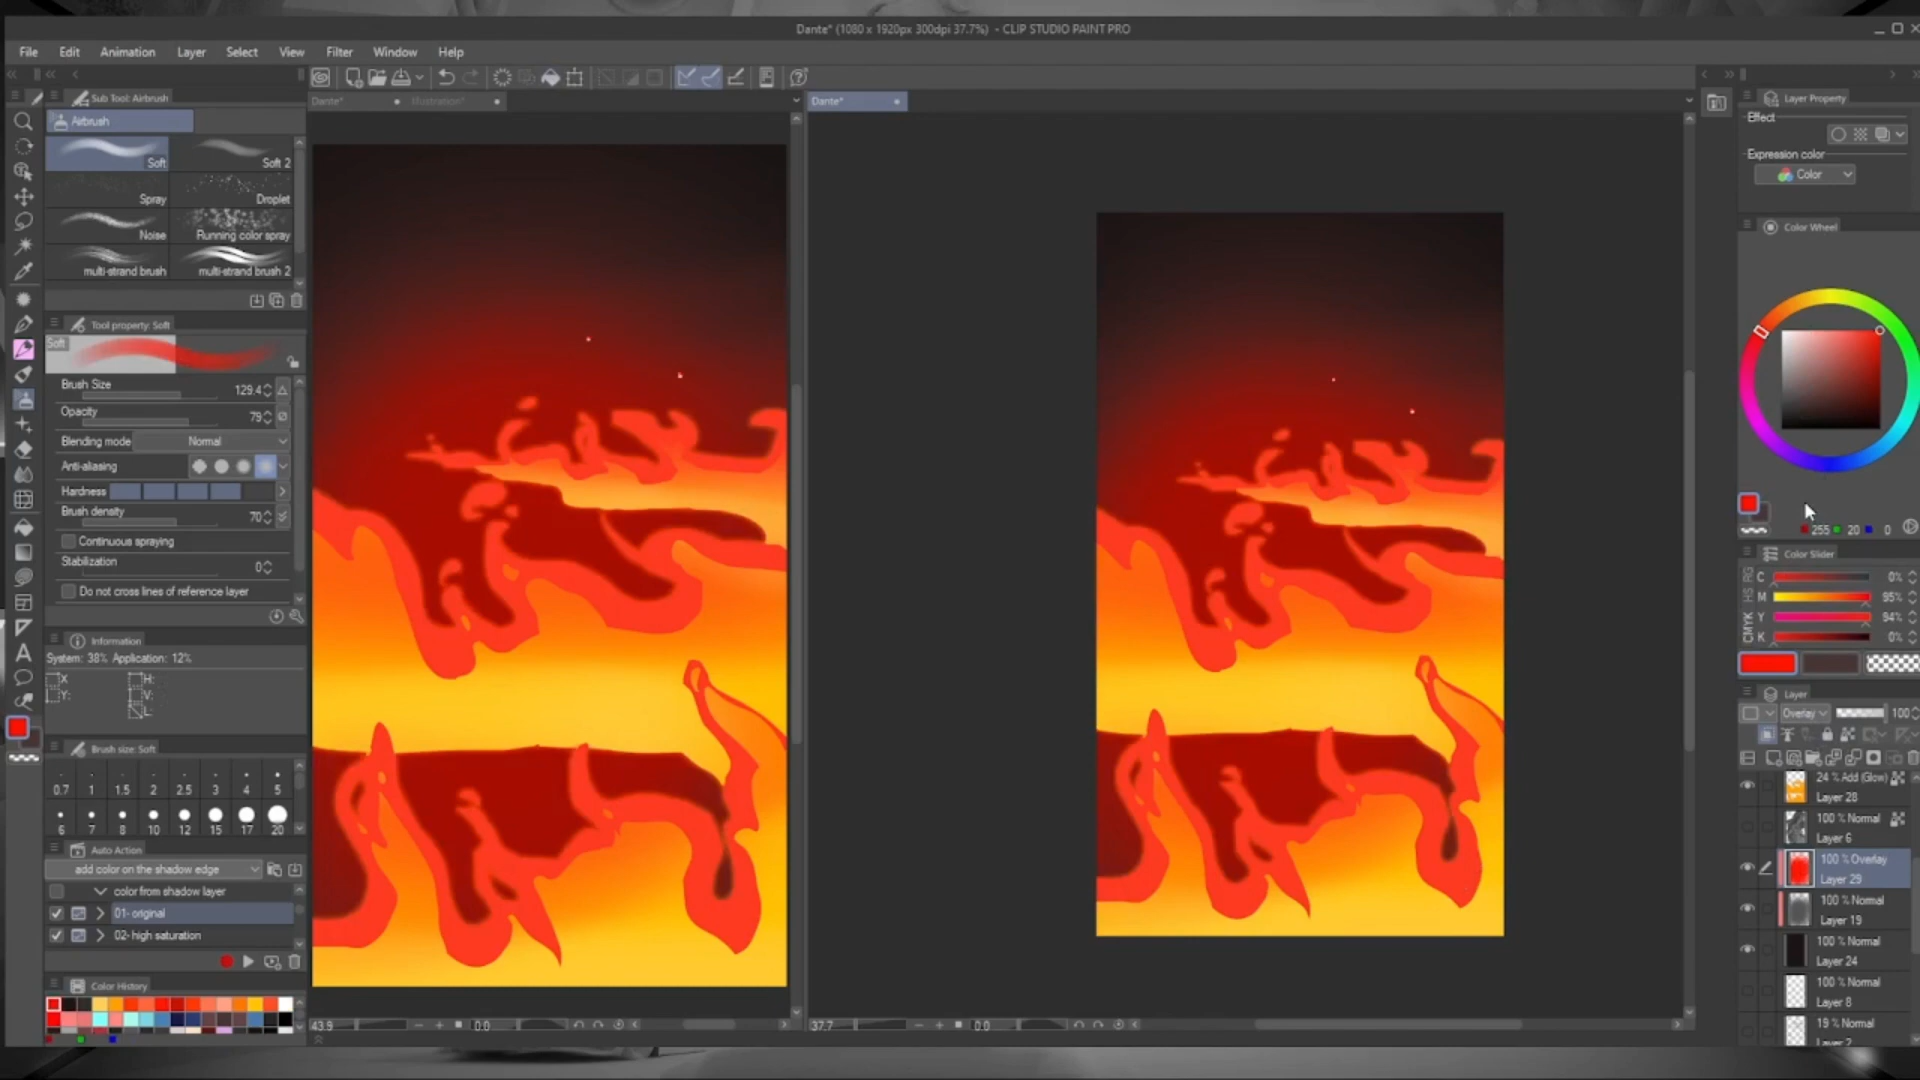 Dante* (1080 x 1920px 300dpi 37.7%) - CLIP STUDIO PAINT PRO
File Edit Animation Layer Select View Filter Window Help
Sub Tool: Airbrush
Dante* Illustration* Dante*
Airbrush
Soft Soft 2
Spray Droplet
Noise Running color spray
multi-strand brush multi-strand brush 2
Tool property: Soft
Soft
Brush Size 129.4
Opacity 79
Blending mode Normal
Anti-aliasing
Hardness
Brush density 70
Continuous spraying
Stabilization 0
Do not cross lines of reference layer
Information
System: 38% Application: 12%
X H:
Y: V:
L:
Brush size: Soft
0.7 1 1.5 2 2.5 3 4 5
6 7 8 10 12 15 17 20
Auto Action
add color on the shadow edge
color from shadow layer
01- original
02- high saturation
Color History
43.9 0.0
37.7 0.0
Layer Property
Effect
Expression color
Color
Color Wheel
255 20 0
Color Slider
C 0%
M 95%
Y 94%
K 0%
CMYK
Layer
Overlay 100
24 % Add (Glow)
Layer 28
100 % Normal
Layer 6
100 % Overlay
Layer 29
100 % Normal
Layer 19
100 % Normal
Layer 24
100 % Normal
Layer 8
19 % Normal
Layer 2